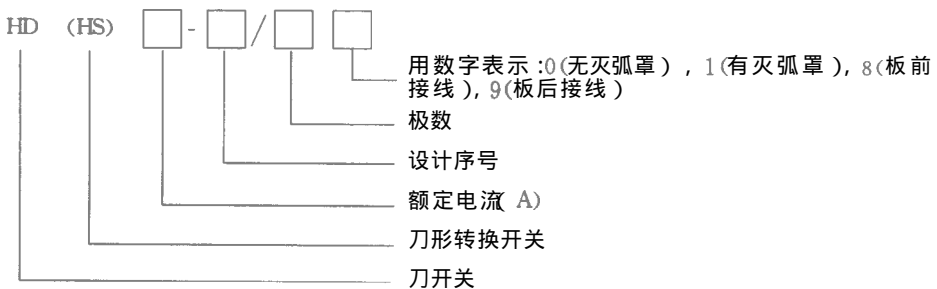 HD (HS) □-□/□ □
用数字表示:0(无灭弧罩), 1(有灭弧罩), 8(板前
接线), 9(板后接线)
极数
设计序号
额定电流( A)
刀形转换开关
刀开关